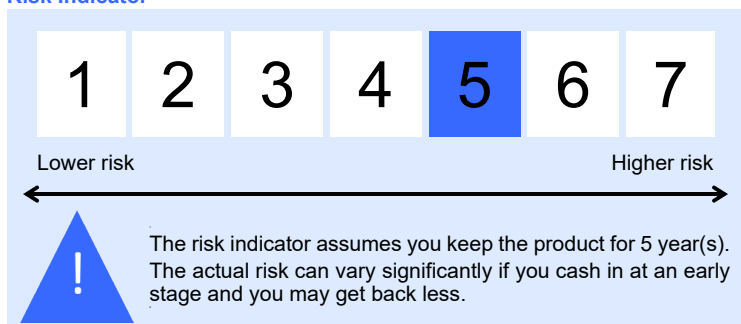 Risk Indicator
1 2 3 4 5 6 7
Lower risk Higher risk
!
The risk indicator assumes you keep the product for 5 year(s).
The actual risk can vary significantly if you cash in at an early
stage and you may get back less.